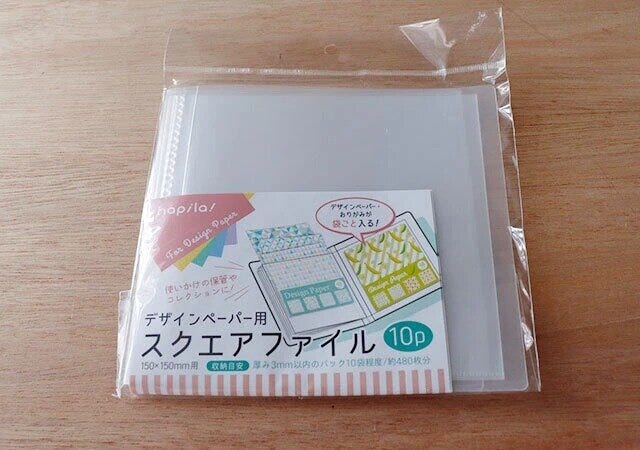 hapila!
For Design Paper
使いかけの保管や
コレクションに!
デザインペーパー・
おりがみが
袋ごと入る!
Design Paper
Design Paper
デザインペーパー用
スクエアファイル 10p
150×150mm用 収納目安 厚み3mm以内のパック10袋程度/約480枚分